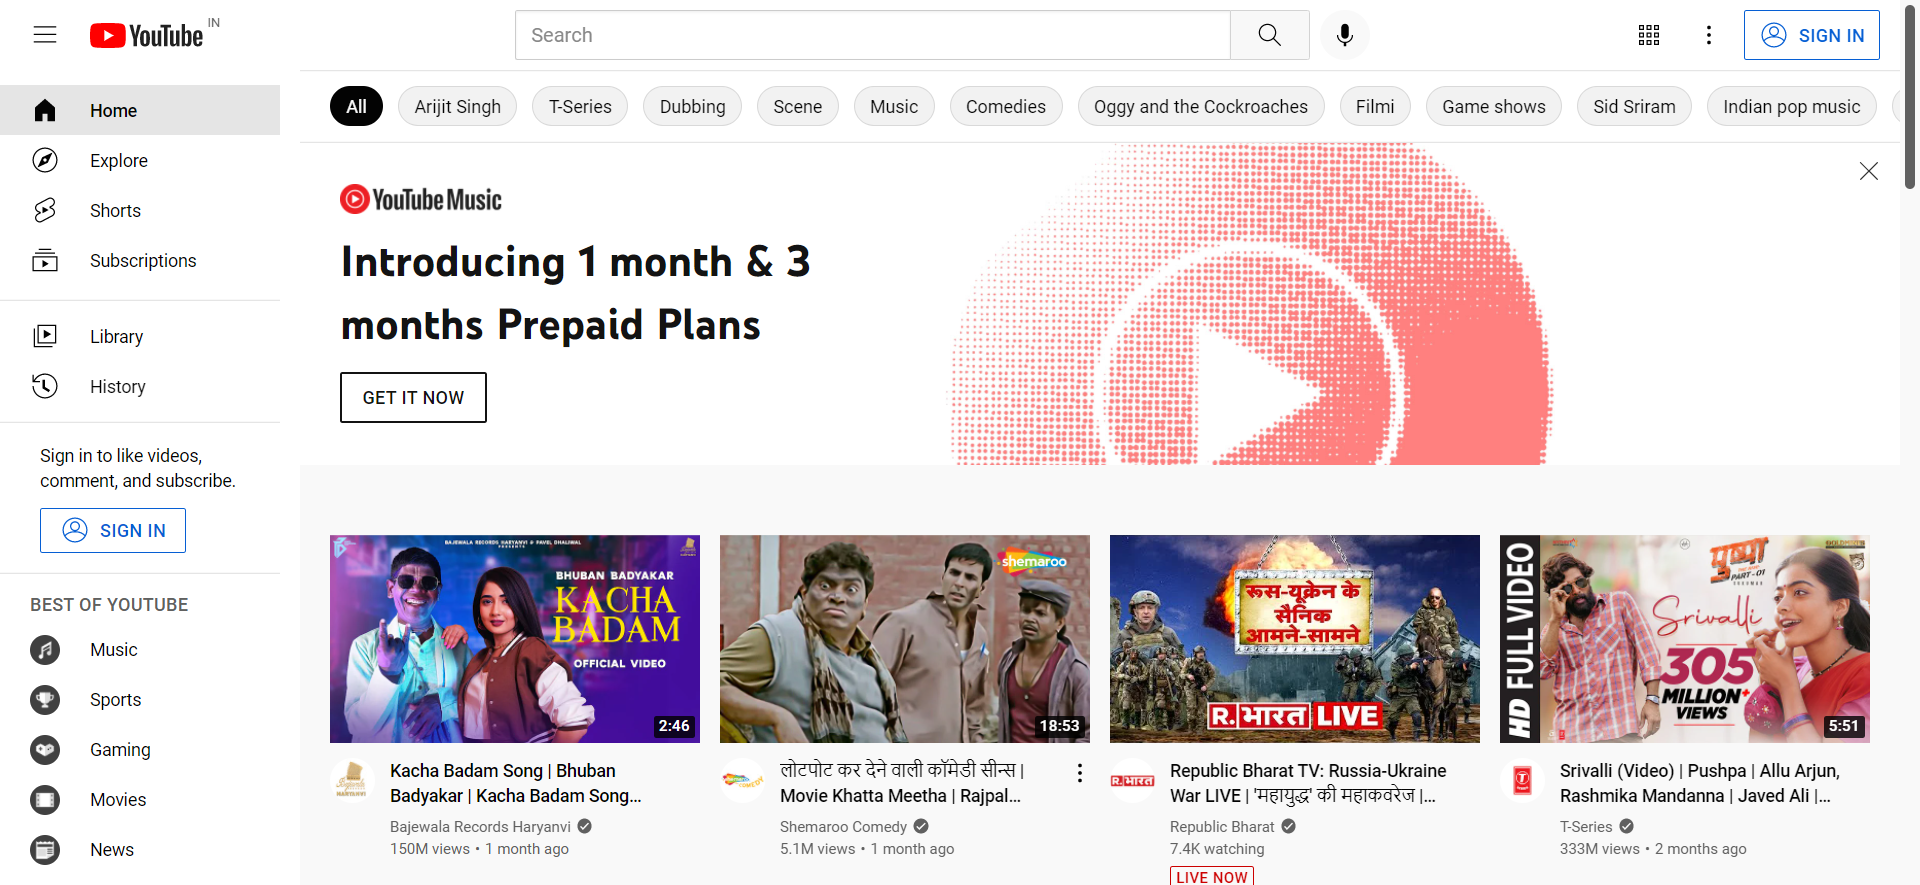 YouTube IN
Search
SIGN IN
Home
Explore
Shorts
Subscriptions
Library
History
Sign in to like videos,
comment, and subscribe.
SIGN IN
BEST OF YOUTUBE
Music
Sports
Gaming
Movies
News
All
Arijit Singh
T-Series
Dubbing
Scene
Music
Comedies
Oggy and the Cockroaches
Filmi
Game shows
Sid Sriram
Indian pop music
YouTube Music
Introducing 1 month & 3
months Prepaid Plans
GET IT NOW
BAJEWALA RECORDS HARYANVI & PAVEL DHALIWAL
PRESENTS
BHUBAN BADYAKAR
KACHA
BADAM
OFFICIAL VIDEO
2:46
Kacha Badam Song | Bhuban
Badyakar | Kacha Badam Song...
Bajewala Records Haryanvi
150M views • 1 month ago
shemaroo
18:53
लोटपोट कर देने वाली कॉमेडी सीन्स |
Movie Khatta Meetha | Rajpal...
Shemaroo Comedy
5.1M views • 1 month ago
रूस-यूक्रेन के
सैनिक
आमने-सामने
R.भारत LIVE
R.भारत
Republic Bharat TV: Russia-Ukraine
War LIVE | 'महायुद्ध' की महाकवरेज |...
Republic Bharat
7.4K watching
LIVE NOW
HD FULL VIDEO
पुष्पा
PART-01
Srivalli
305
MILLION+
VIEWS
5:51
Srivalli (Video) | Pushpa | Allu Arjun,
Rashmika Mandanna | Javed Ali |...
T-Series
333M views • 2 months ago